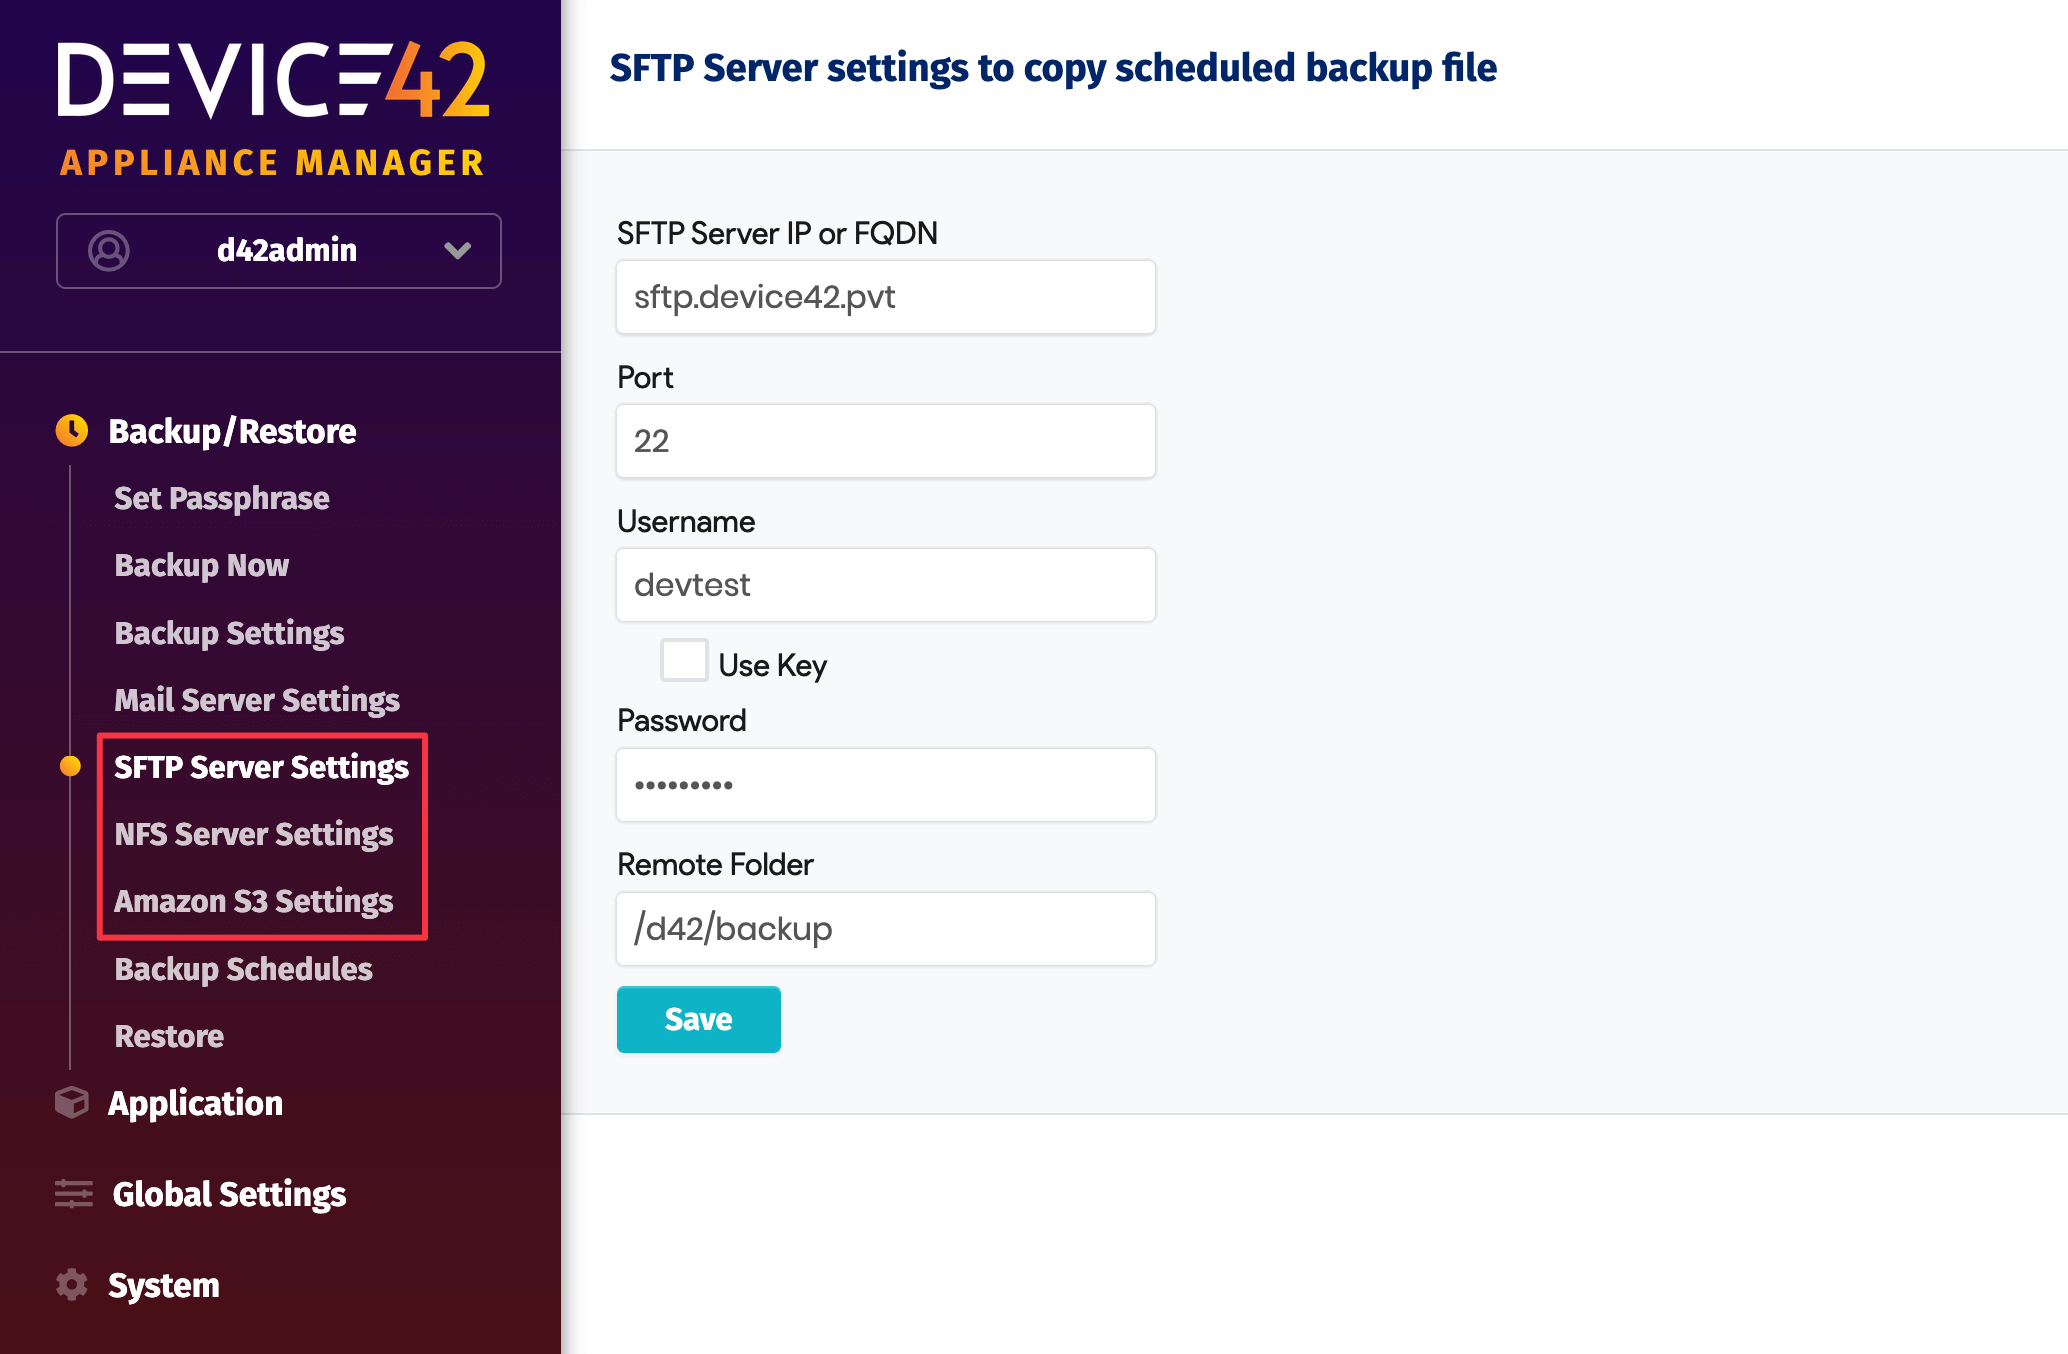 DEVICE42
APPLIANCE MANAGER
d42admin
Backup/Restore
Set Passphrase
Backup Now
Backup Settings
Mail Server Settings
SFTP Server Settings
NFS Server Settings
Amazon S3 Settings
Backup Schedules
Restore
Application
Global Settings
System
SFTP Server settings to copy scheduled backup file
SFTP Server IP or FQDN
sftp.device42.pvt
Port
22
Username
devtest
Use Key
Password
•••••••••
Remote Folder
/d42/backup
Save